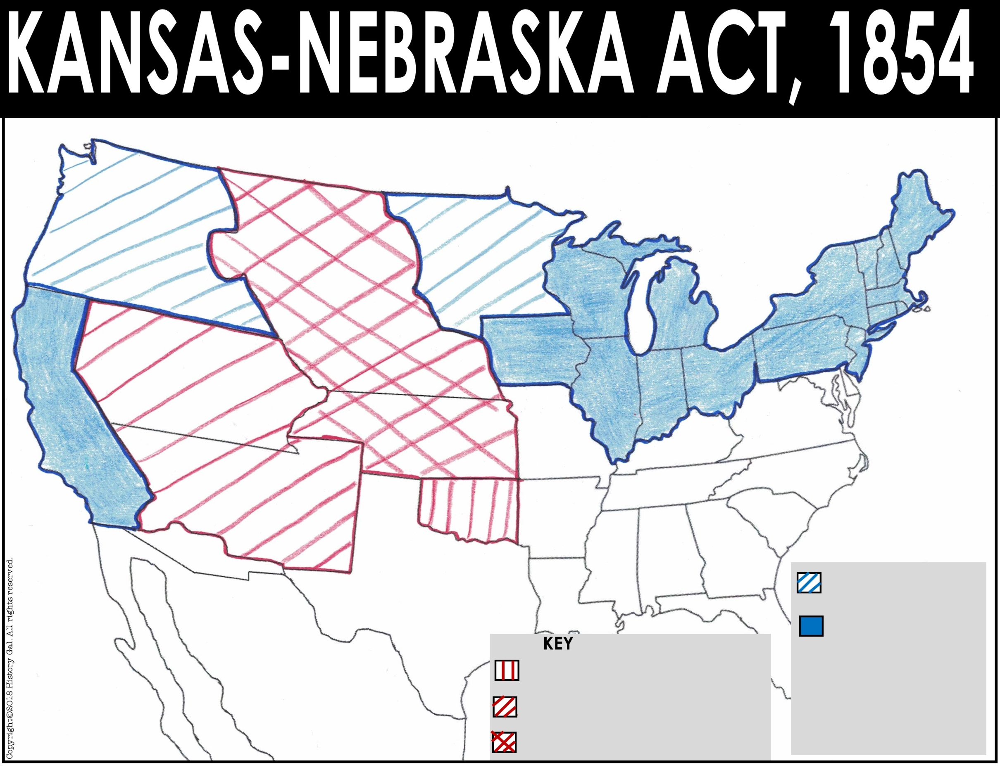 KANSAS-NEBRASKA ACT, 1854
KEY
Copyright©2018 History Gal. All rights reserved.